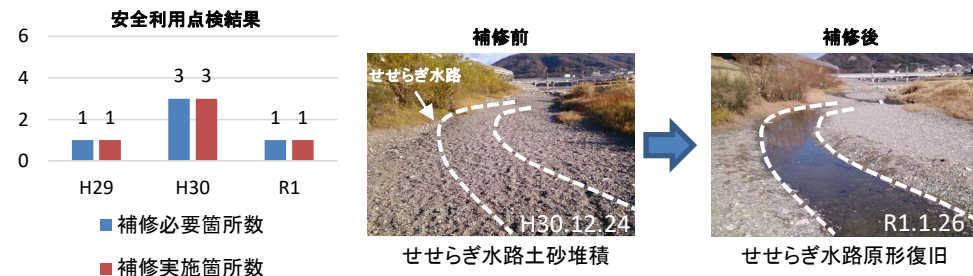 安全利用点検結果
6
4
2
0
1
1
3
3
1
1
H29
H30
R1
補修必要箇所数
補修実施箇所数
補修前
せせらぎ水路
H30.12.24
せせらぎ水路土砂堆積
補修後
R1.1.26
せせらぎ水路原形復旧